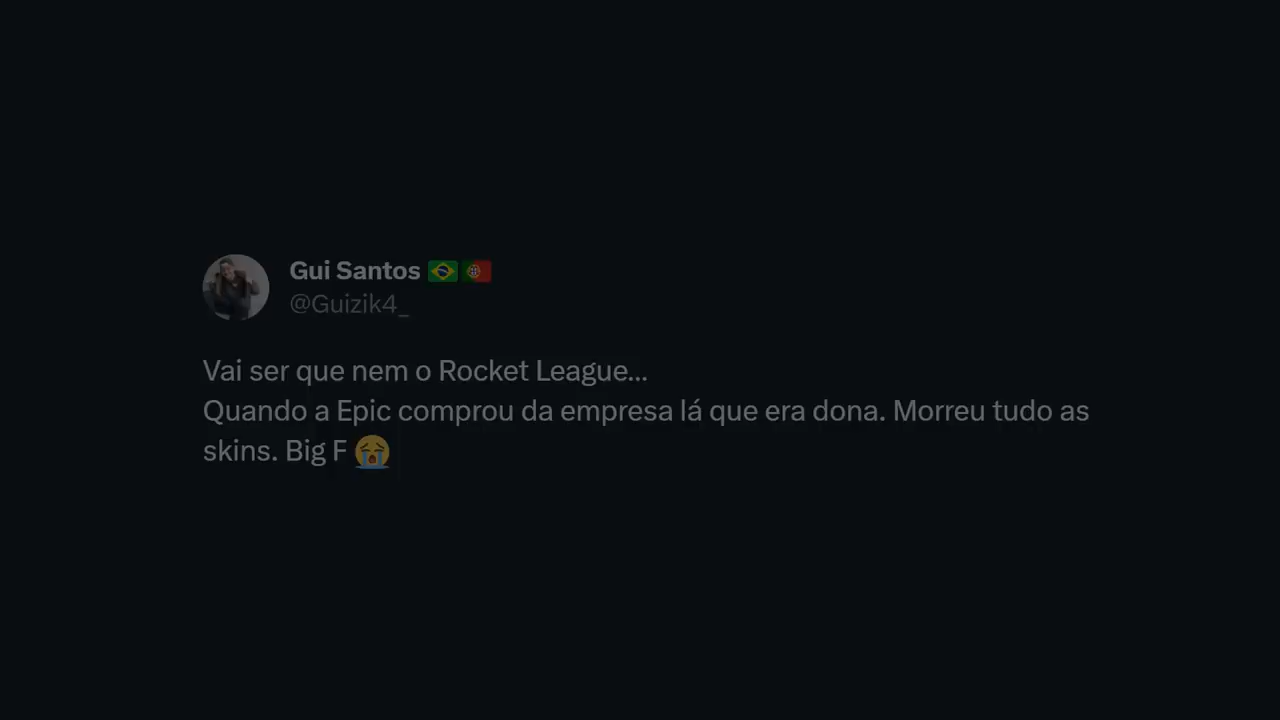 Gui Santos 🇧🇷🇵🇹
@Guizik4_
Vai ser que nem o Rocket League...
Quando a Epic comprou da empresa lá que era dona. Morreu tudo as
skins. Big F 😭